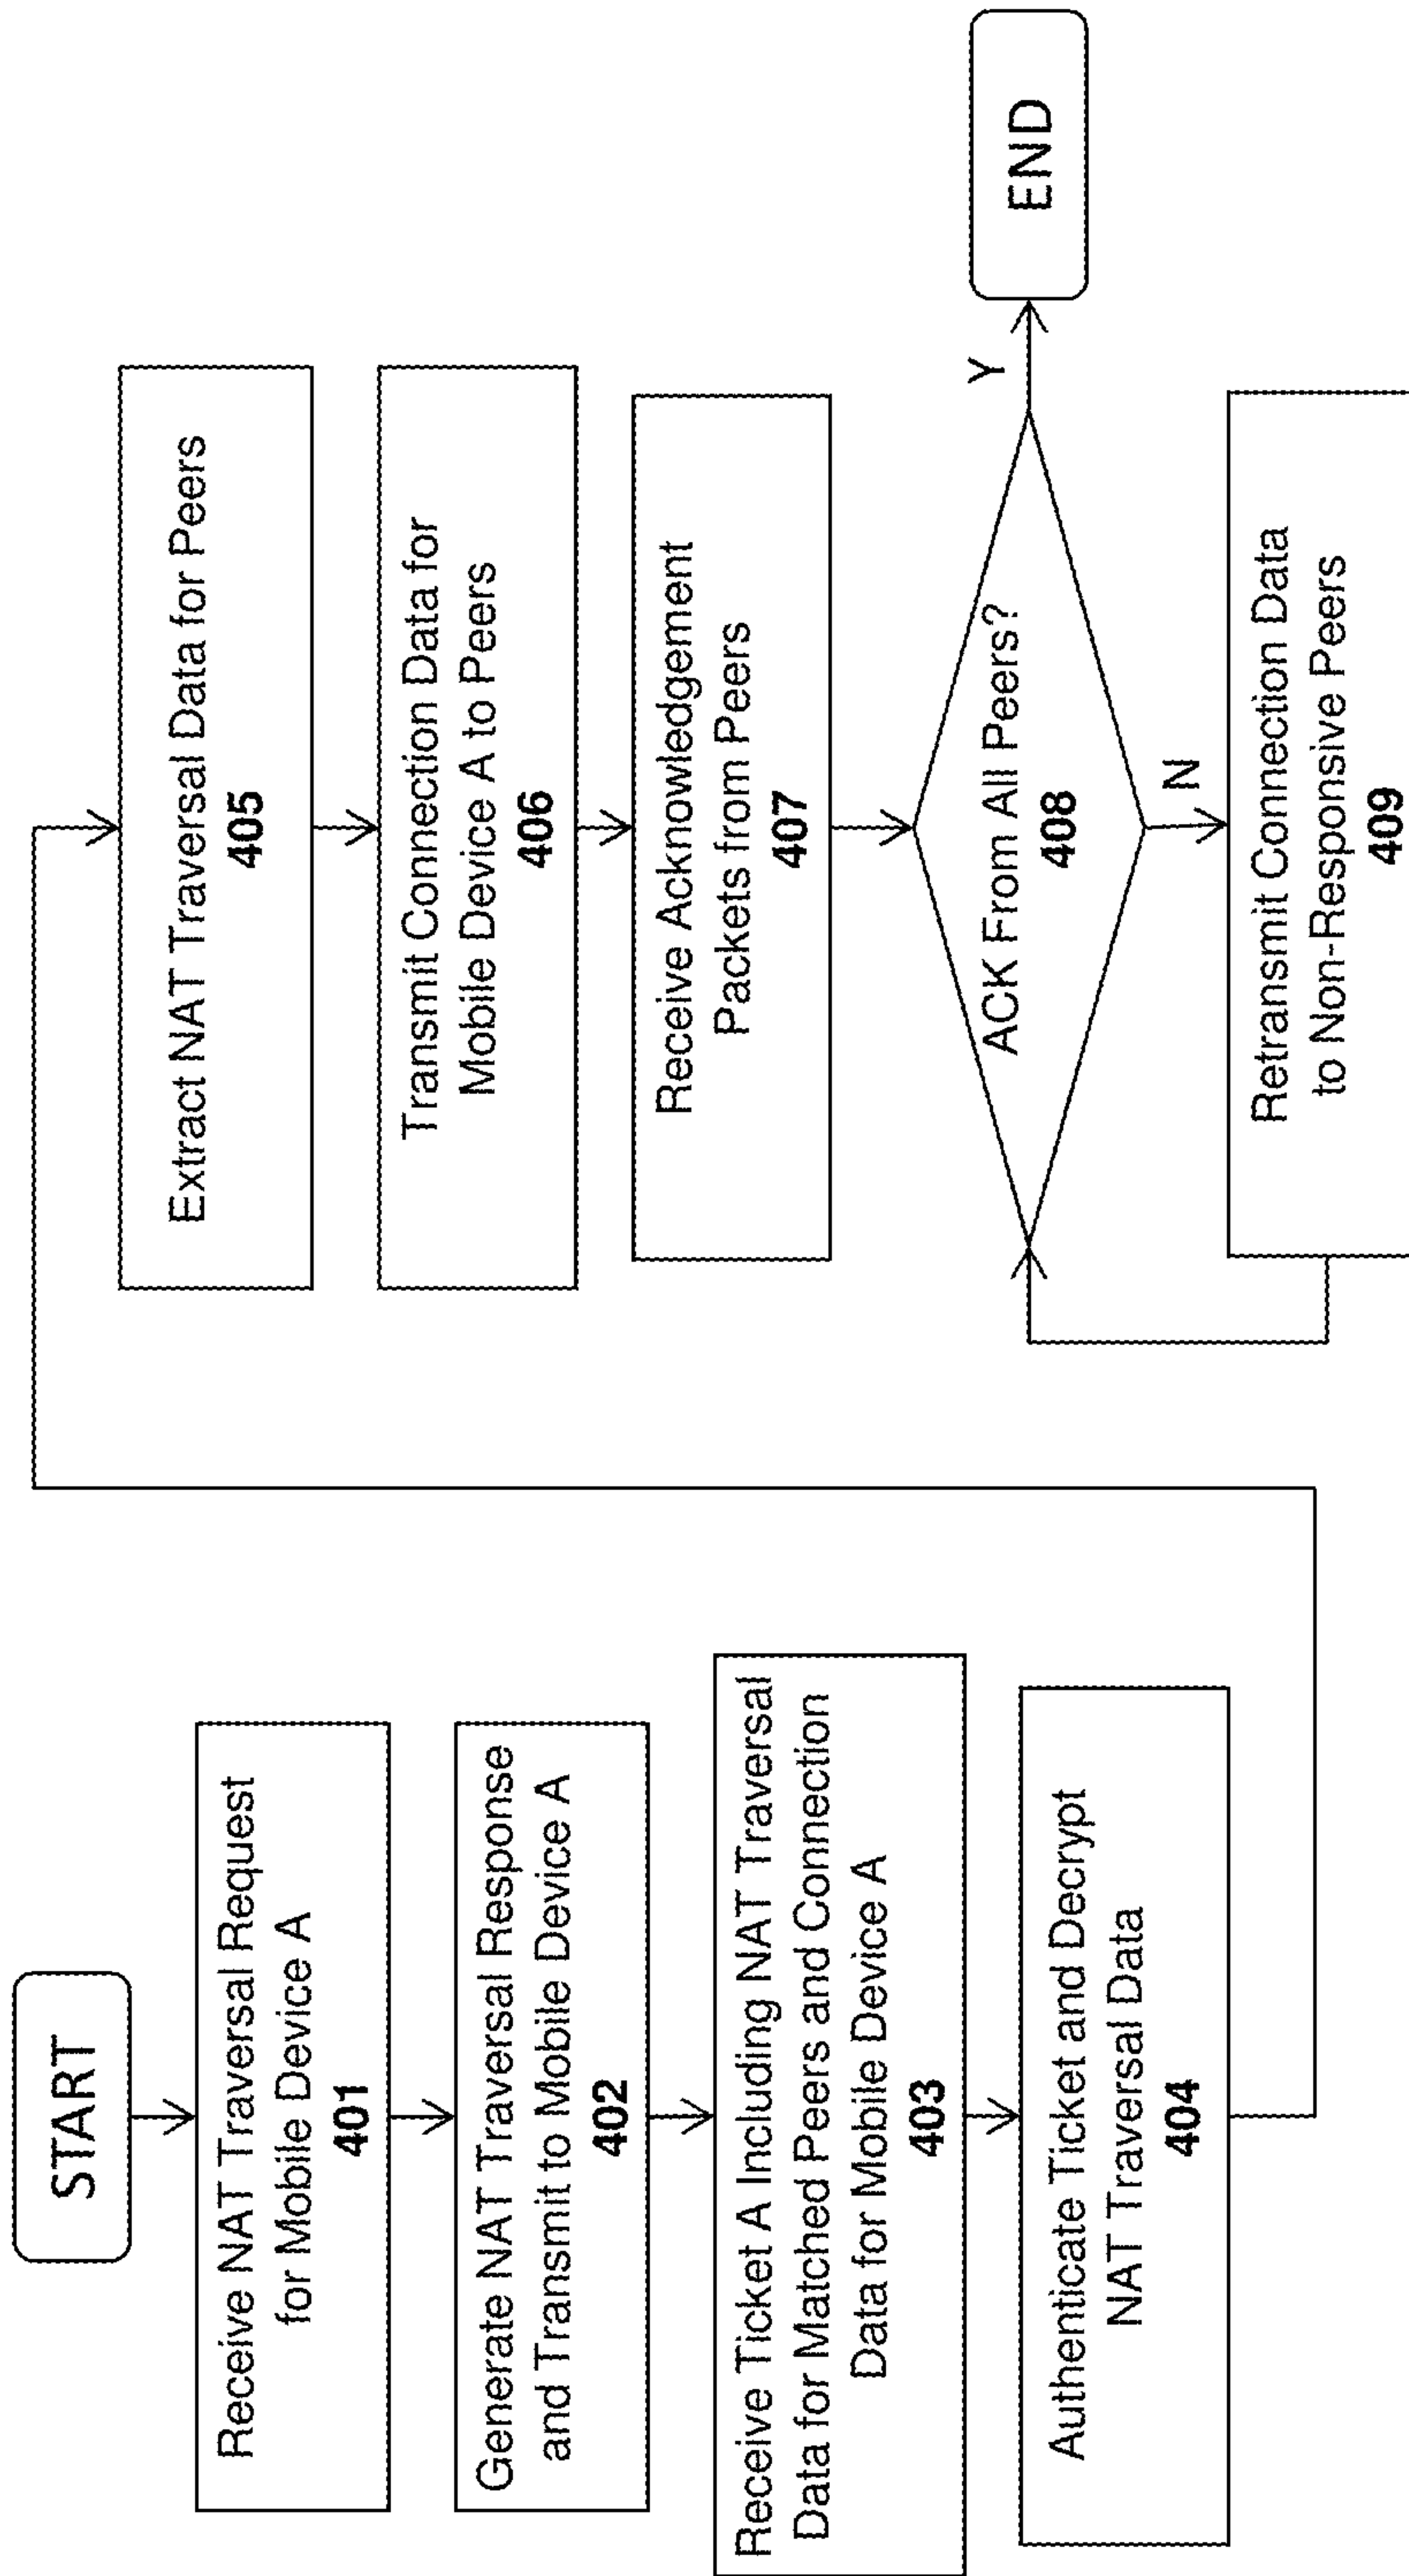 START
Receive NAT Traversal Request
for Mobile Device A
401
Generate NAT Traversal Response
and Transmit to Mobile Device A
402
Receive Ticket A Including NAT Traversal
Data for Matched Peers and Connection
Data for Mobile Device A
403
Authenticate Ticket and Decrypt
NAT Traversal Data
404
Extract NAT Traversal Data for Peers
405
Transmit Connection Data for
Mobile Device A to Peers
406
Receive Acknowledgement
Packets from Peers
407
ACK From All Peers?
408
Y
END
N
Retransmit Connection Data
to Non-Responsive Peers
409